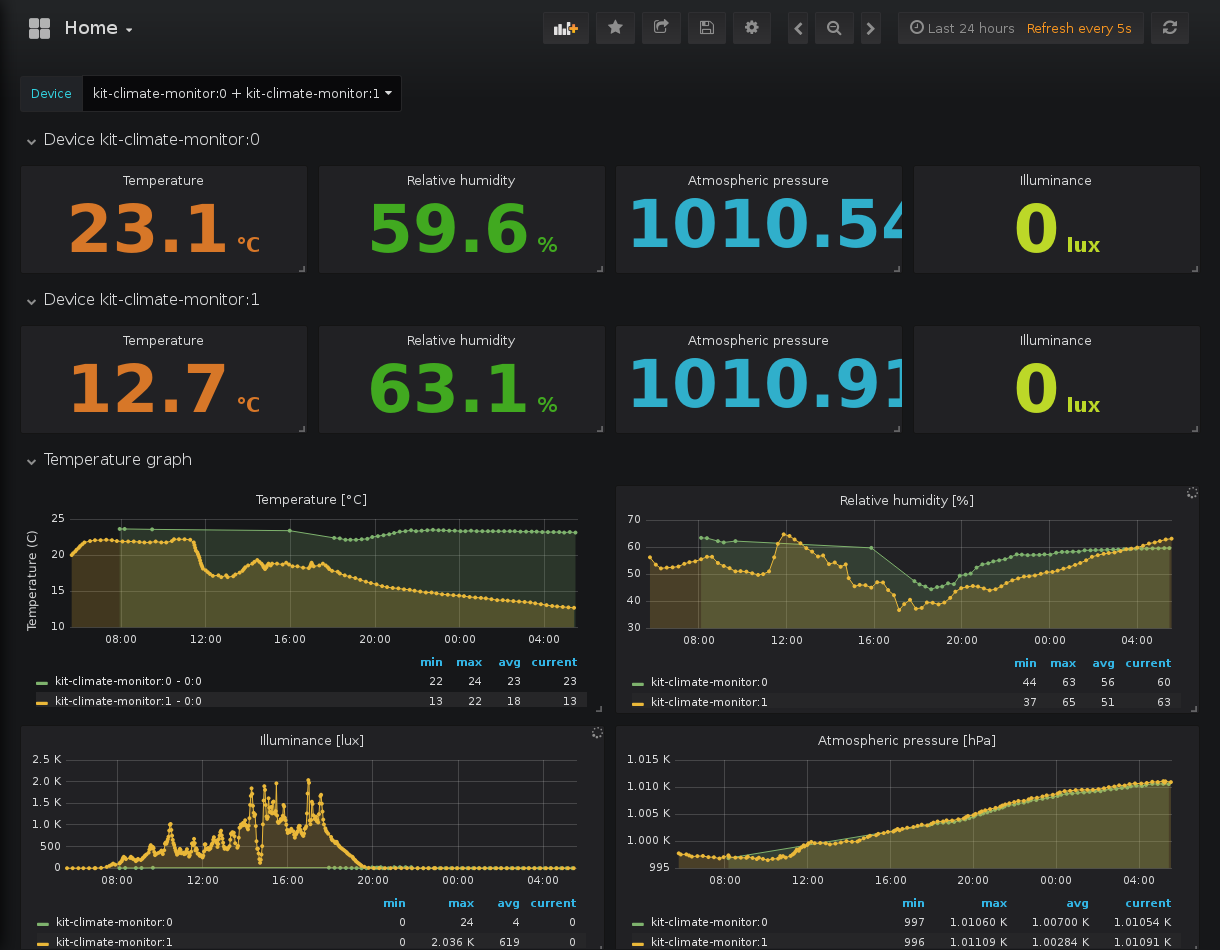 Home
Last 24 hours Refresh every 5s
Device kit-climate-monitor:0 + kit-climate-monitor:1
Device kit-climate-monitor:0
Temperature Relative humidity Atmospheric pressure Illuminance
23.1 °C 59.6 % 1010.54 0 lux
Device kit-climate-monitor:1
Temperature Relative humidity Atmospheric pressure Illuminance
12.7 °C 63.1 % 1010.91 0 lux
Temperature graph
Temperature [°C]
Temperature (C)
25
20
15
10
08:00 12:00 16:00 20:00 00:00 04:00
min max avg current
kit-climate-monitor:0 - 0:0 22 24 23 23
kit-climate-monitor:1 - 0:0 13 22 18 13
Relative humidity [%]
70
60
50
40
30
08:00 12:00 16:00 20:00 00:00 04:00
min max avg current
kit-climate-monitor:0 44 63 56 60
kit-climate-monitor:1 37 65 51 63
Illuminance [lux]
2.5 K
2.0 K
1.5 K
1.0 K
500
0
08:00 12:00 16:00 20:00 00:00 04:00
min max avg current
kit-climate-monitor:0 0 24 4 0
kit-climate-monitor:1 0 2.036 K 619 0
Atmospheric pressure [hPa]
1.015 K
1.010 K
1.005 K
1.000 K
995
08:00 12:00 16:00 20:00 00:00 04:00
min max avg current
kit-climate-monitor:0 997 1.01060 K 1.00700 K 1.01054 K
kit-climate-monitor:1 996 1.01109 K 1.00284 K 1.01091 K